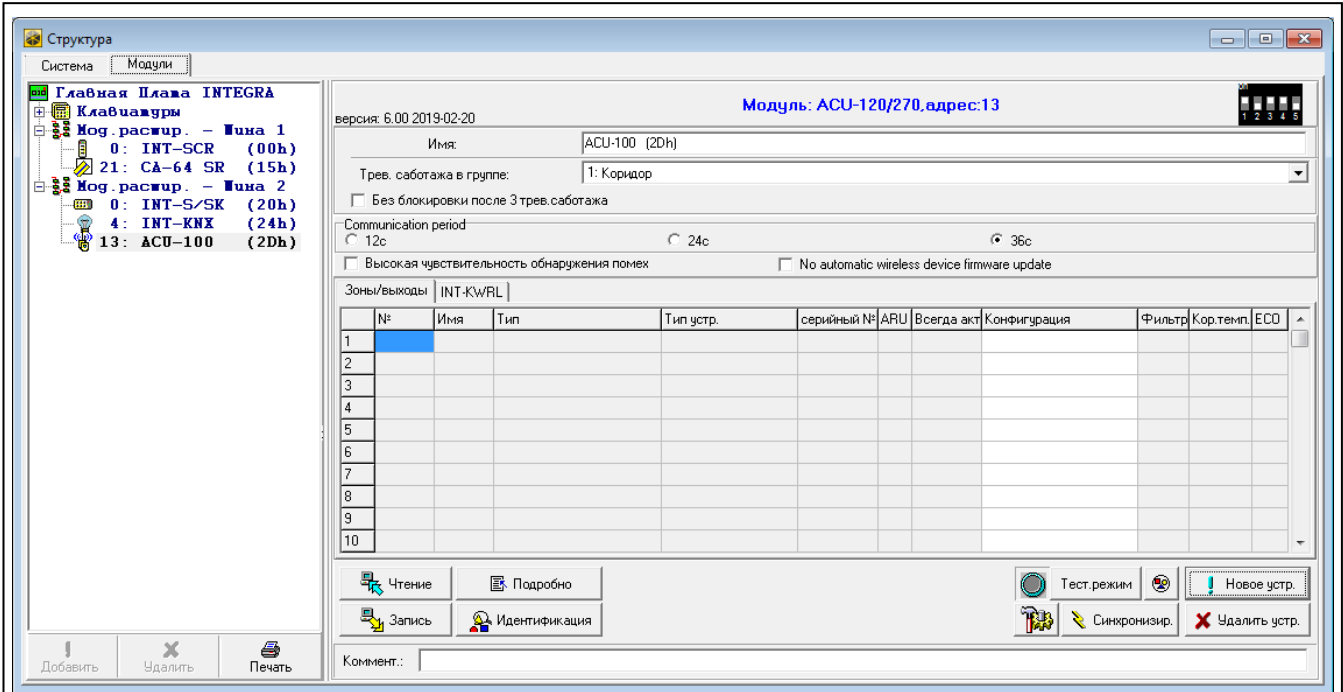 Структура
Система Модули
Главная Плата INTEGRA
Клавиатуры
Мод.расшир. – Шина 1
0: INT-SCR (00h)
21: CA-64 SR (15h)
Мод.расшир. – Шина 2
0: INT-S/SK (20h)
4: INT-KNX (24h)
13: ACU-100 (2Dh)
Добавить Удалить Печать
Модуль: ACU-120/270,адрес:13
версия: 6.00 2019-02-20
ON
1 2 3 4 5
Имя: ACU-100 (2Dh)
Трев. саботажа в группе: 1: Коридор
Без блокировки после 3 трев.саботажа
Communication period
12с 24с 36с
Высокая чувствительность обнаружения помех No automatic wireless device firmware update
Зоны/выходы INT-KWRL
№ Имя Тип Тип устр. серийный № ARU Всегда акт Конфигурация Фильтр Кор.темп. ECO
1
2
3
4
5
6
7
8
9
10
Чтение Подробно Тест.режим Новое устр.
Запись Идентификация Синхронизир. Удалить устр.
Коммент.: